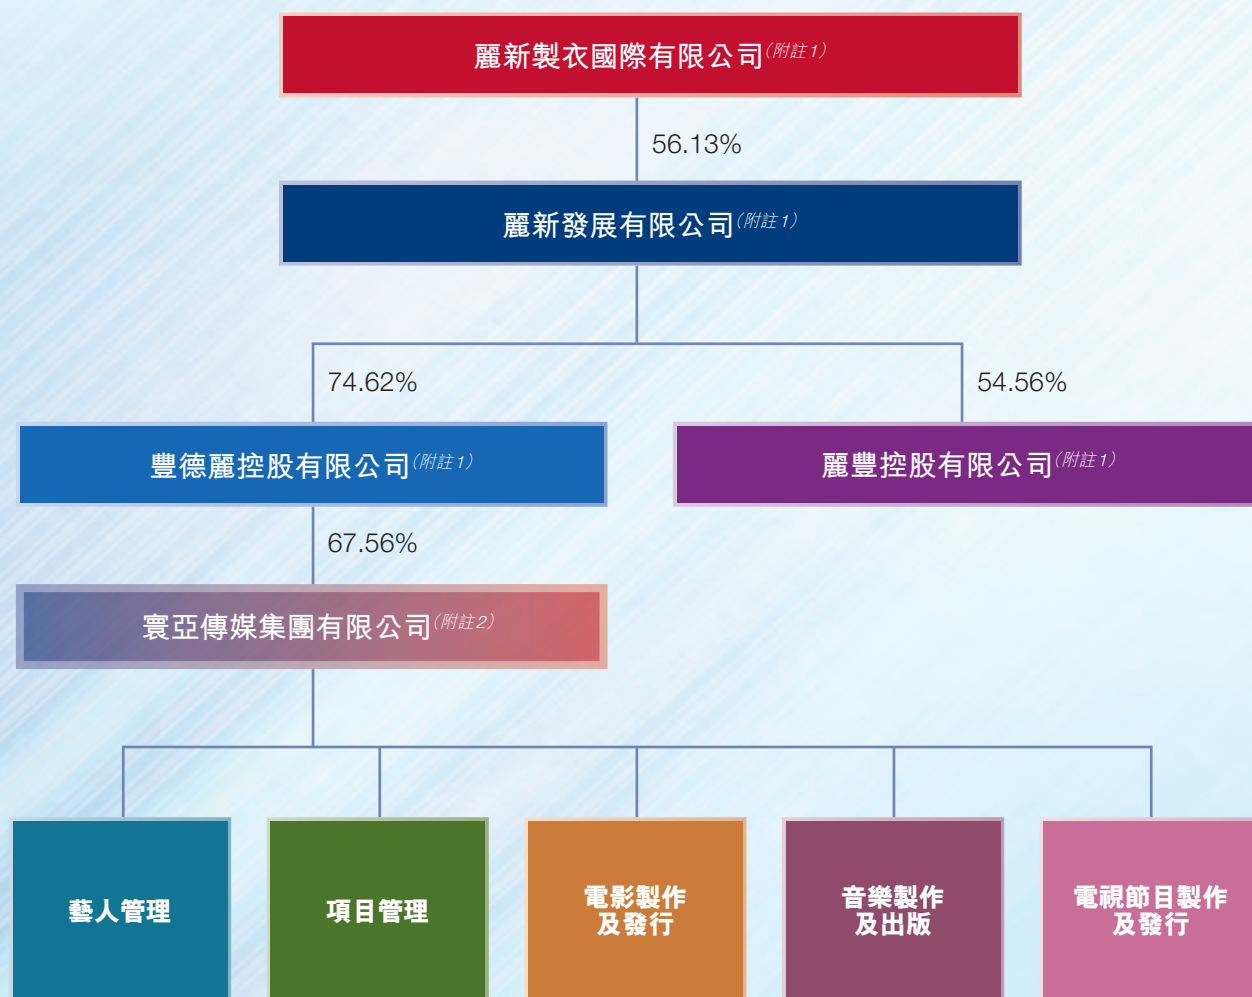 麗新製衣國際有限公司(附註1)
56.13%
麗新發展有限公司(附註1)
74.62%
54.56%
豐德麗控股有限公司(附註1)
麗豐控股有限公司(附註1)
67.56%
寰亞傳媒集團有限公司(附註2)
藝人管理
項目管理
電影製作
及發行
音樂製作
及出版
電視節目製作
及發行